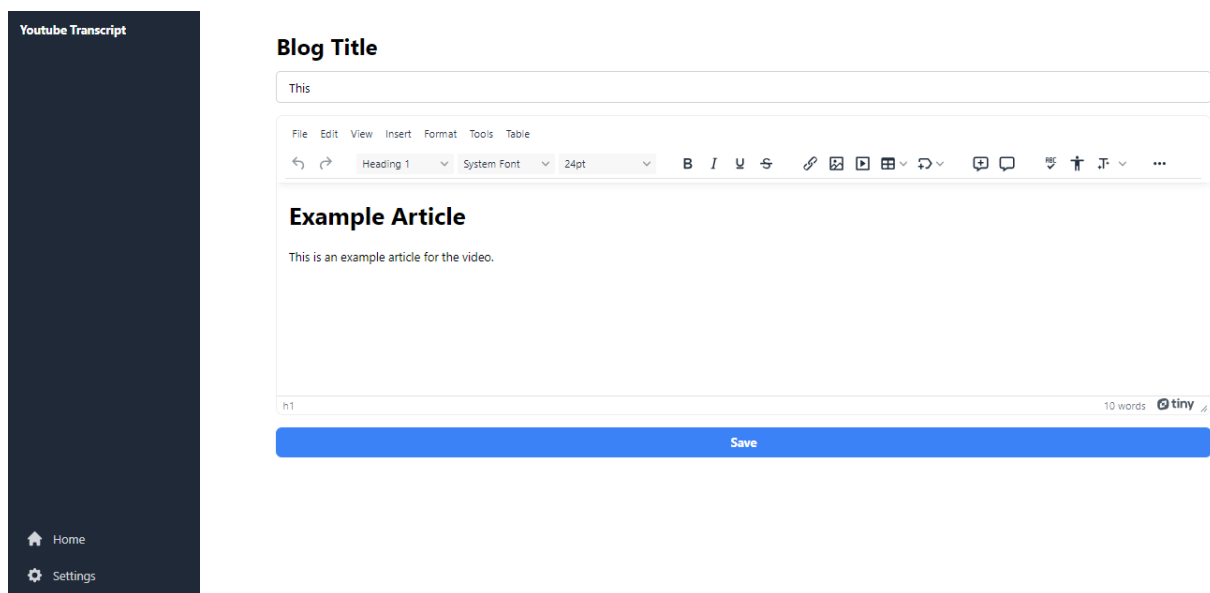 Youtube Transcript
Blog Title
This
File Edit View Insert Format Tools Table
Heading 1 System Font 24pt
B I U S ABC T
Example Article
This is an example article for the video.
h1 10 words tiny
Save
Home
Settings